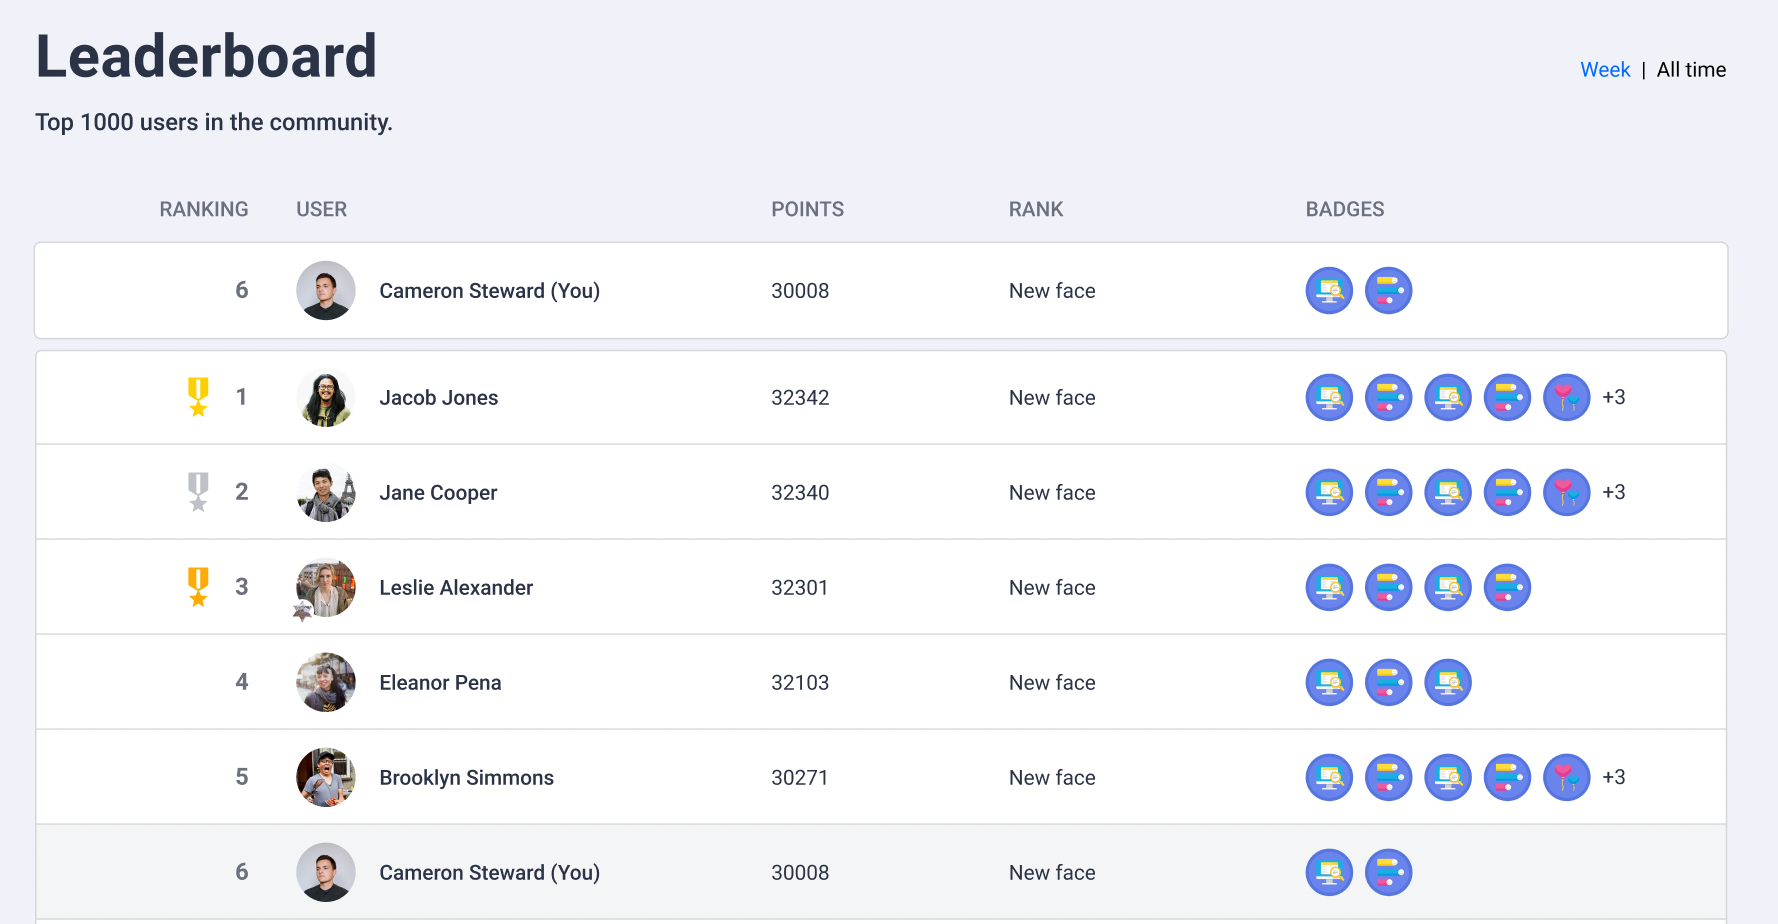 Leaderboard
Week | All time
Top 1000 users in the community.
RANKING USER POINTS RANK BADGES
6 Cameron Steward (You) 30008 New face
1 Jacob Jones 32342 New face +3
2 Jane Cooper 32340 New face +3
3 Leslie Alexander 32301 New face
4 Eleanor Pena 32103 New face
5 Brooklyn Simmons 30271 New face +3
6 Cameron Steward (You) 30008 New face